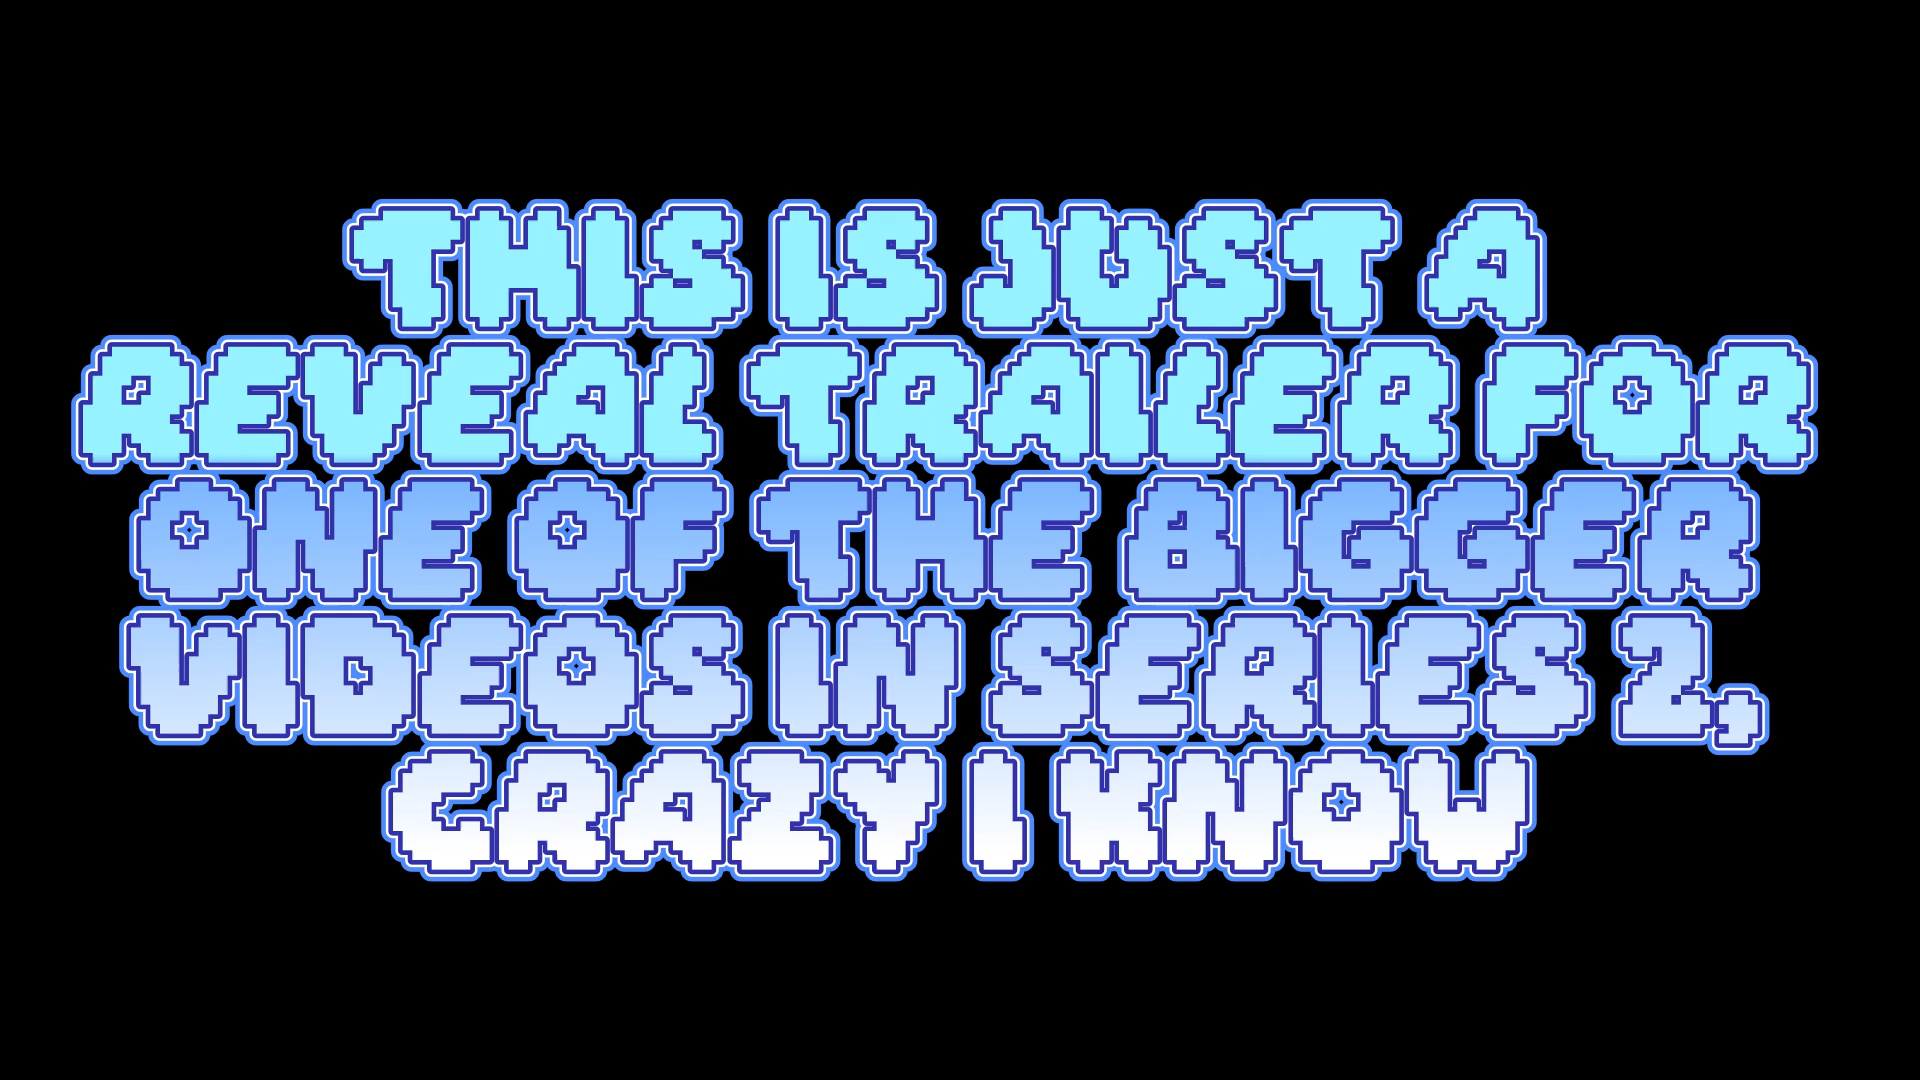 THIS IS JUST A
REVEAL TRAILER FOR
ONE OF THE BIGGER
VIDEOS IN SERIES 2,
CRAZY I KNOW